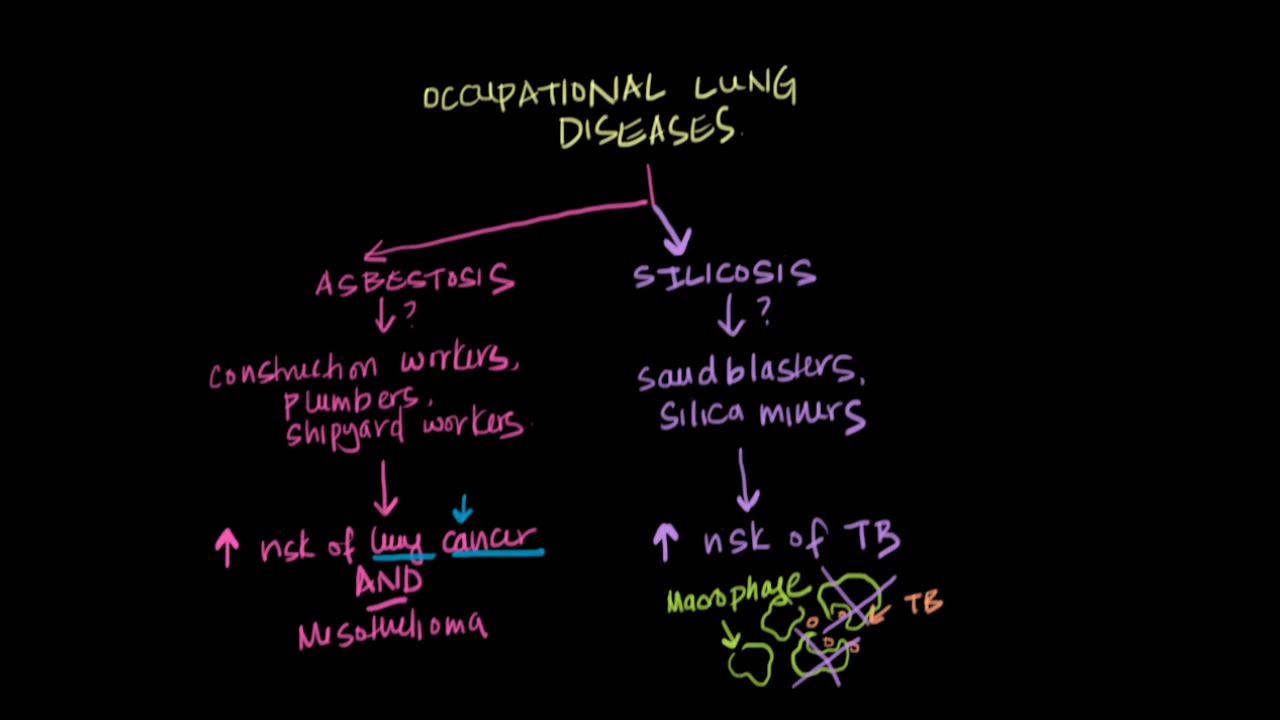 OCCUPATIONAL LUNG
DISEASES.
ASBESTOSIS
?
construction workers,
plumbers,
shipyard workers.
↑ risk of lung cancer
AND
Mesothelioma
SILICOSIS
?
sandblasters,
silica miners
↑ risk of TB
Macrophage
TB